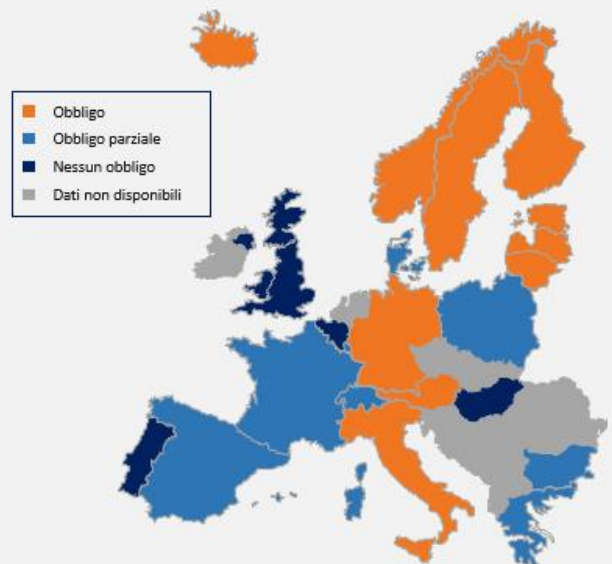 Obbligo
Obbligo parziale
Nessun obbligo
Dati non disponibili